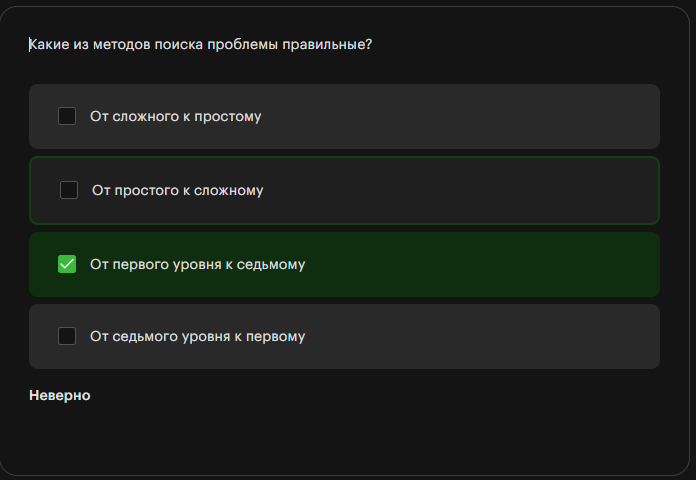 Какие из методов поиска проблемы правильные?
От сложного к простому
От простого к сложному
От первого уровня к седьмому
От седьмого уровня к первому
Неверно